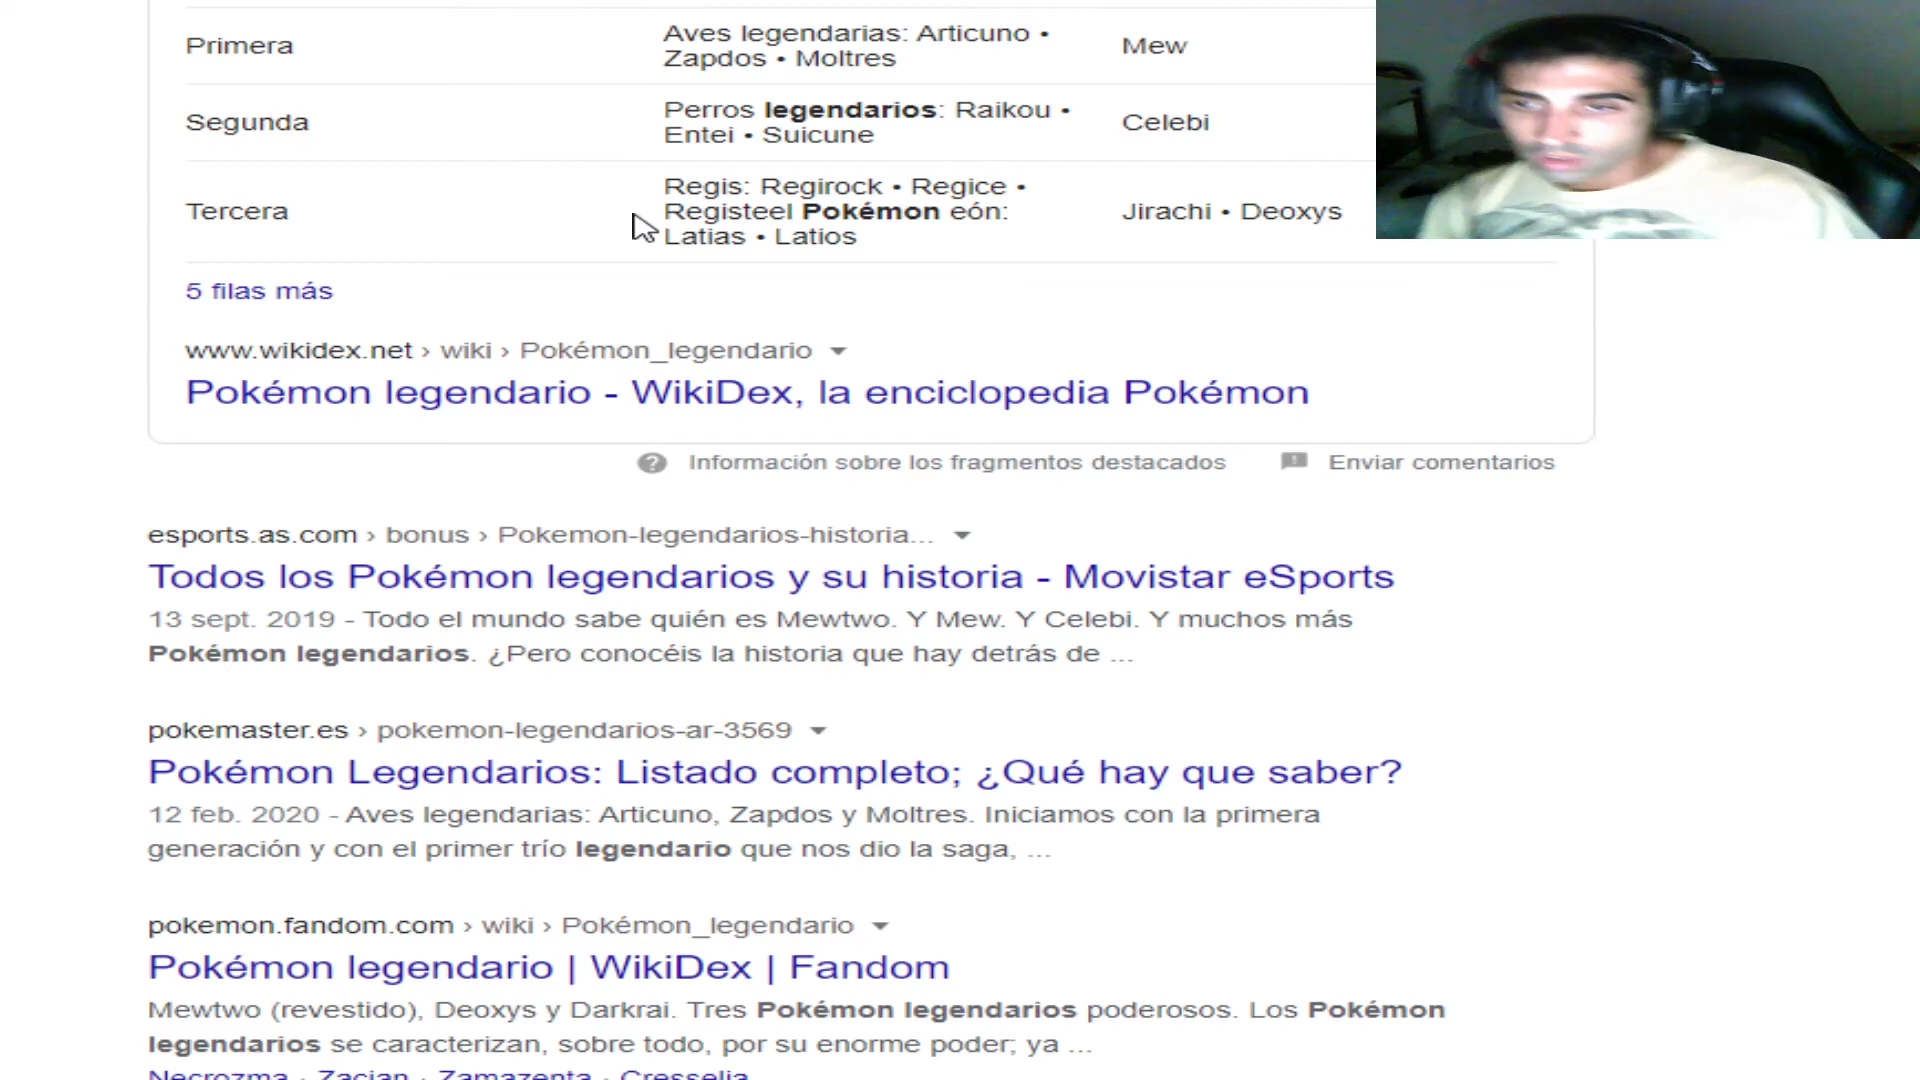 Primera
Aves legendarias: Articuno •
Zapdos • Moltres
Mew
Segunda
Perros legendarios: Raikou •
Entei • Suicune
Celebi
Tercera
Regis: Regirock • Regice •
Registeel Pokémon eón:
Latias • Latios
Jirachi • Deoxys
5 filas más
www.wikidex.net › wiki › Pokémon_legendario
Pokémon legendario - WikiDex, la enciclopedia Pokémon
Información sobre los fragmentos destacados
Enviar comentarios
esports.as.com › bonus › Pokemon-legendarios-historia...
Todos los Pokémon legendarios y su historia - Movistar eSports
13 sept. 2019 - Todo el mundo sabe quién es Mewtwo. Y Mew. Y Celebi. Y muchos más
Pokémon legendarios. ¿Pero conocéis la historia que hay detrás de ...
pokemaster.es › pokemon-legendarios-ar-3569
Pokémon Legendarios: Listado completo; ¿Qué hay que saber?
12 feb. 2020 - Aves legendarias: Articuno, Zapdos y Moltres. Iniciamos con la primera
generación y con el primer trío legendario que nos dio la saga, ...
pokemon.fandom.com › wiki › Pokémon_legendario
Pokémon legendario | WikiDex | Fandom
Mewtwo (revestido), Deoxys y Darkrai. Tres Pokémon legendarios poderosos. Los Pokémon
legendarios se caracterizan, sobre todo, por su enorme poder; ya ...
Necrozma · Zacian · Zamazenta · Cresselia